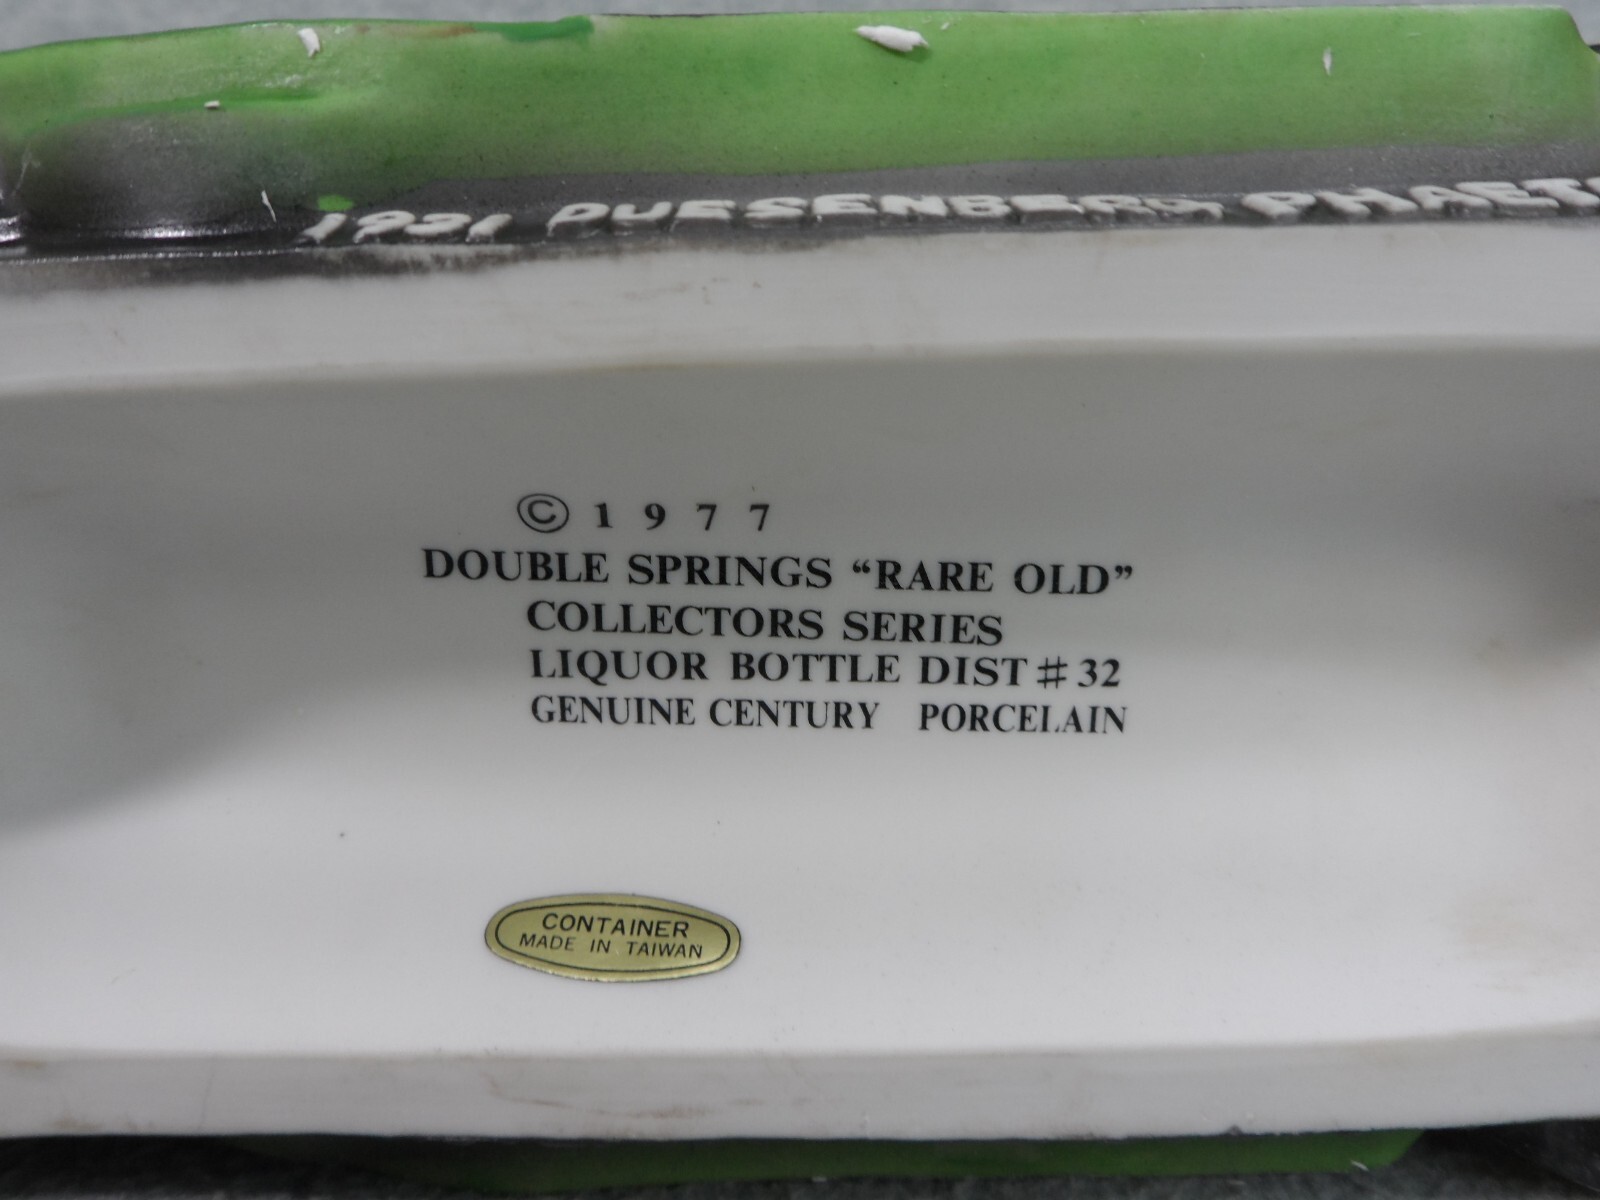 1931 DUESENBERG PHAETO
© 1977
DOUBLE SPRINGS “RARE OLD”
COLLECTORS SERIES
LIQUOR BOTTLE DIST # 32
GENUINE CENTURY PORCELAIN
CONTAINER
MADE IN TAIWAN